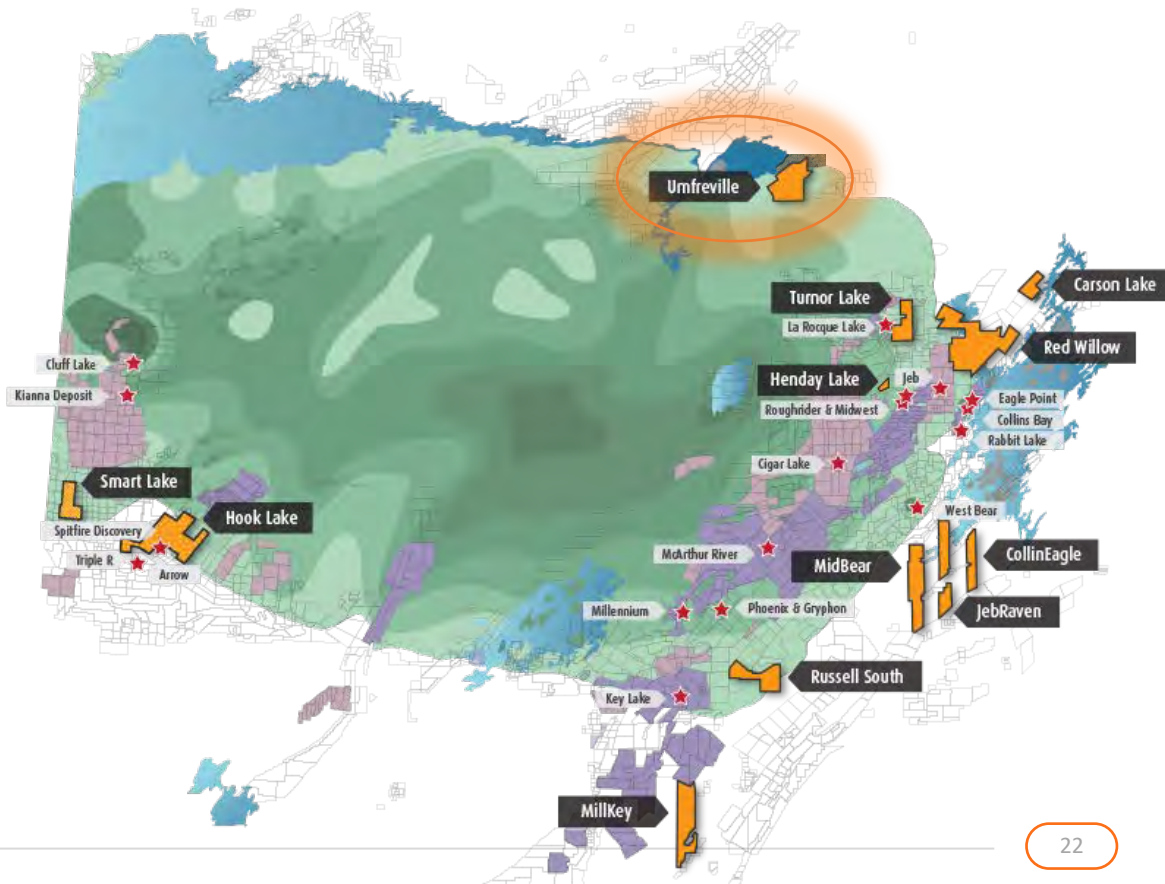 Umfreville
Carson Lake
Turnor Lake
La Rocque Lake
Red Willow
Cluff Lake
Henday Lake
Jeb
Kianna Deposit
Eagle Point
Roughrider & Midwest
Collins Bay
Rabbit Lake
Cigar Lake
Smart Lake
West Bear
Hook Lake
Spitfire Discovery
McArthur River
CollinEagle
Triple R
MidBear
Arrow
Millennium
Phoenix & Gryphon
JebRaven
Russell South
Key Lake
MillKey
22